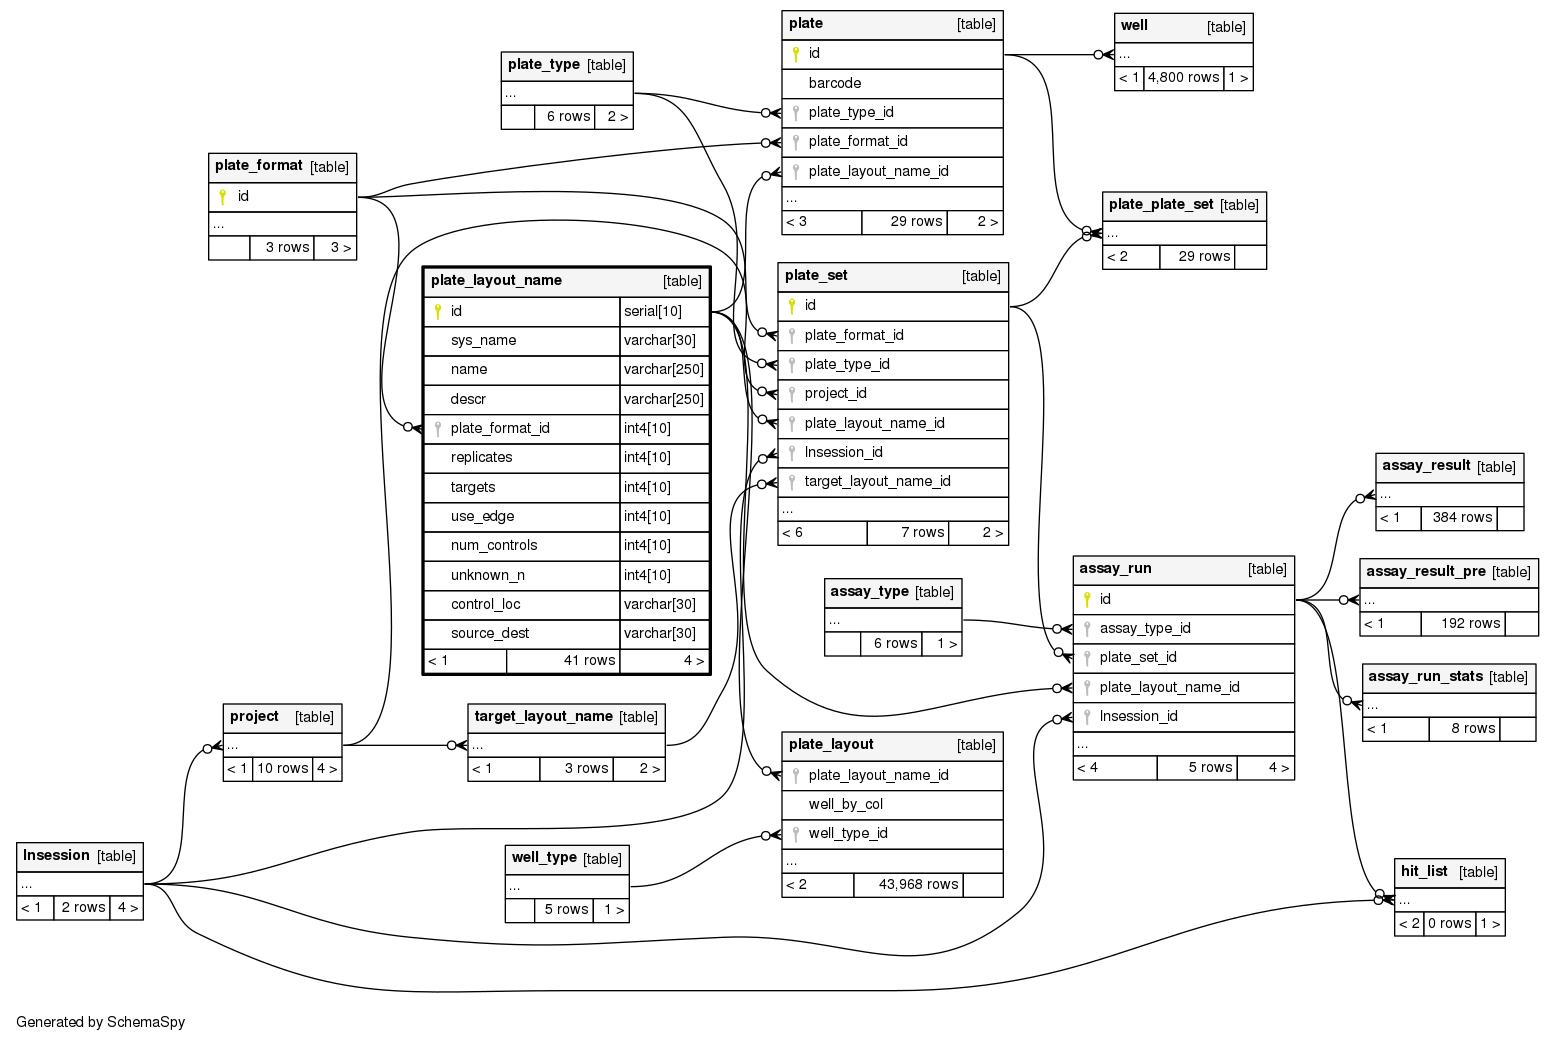 plate [table]
id
barcode
plate_type_id
plate_format_id
plate_layout_name_id
...
< 3 29 rows 2 >
well [table]
...
< 1 4,800 rows 1 >
plate_type [table]
...
6 rows 2 >
plate_format [table]
id
...
3 rows 3 >
plate_plate_set [table]
...
< 2 29 rows
plate_layout_name [table]
id serial[10]
sys_name varchar[30]
name varchar[250]
descr varchar[250]
plate_format_id int4[10]
replicates int4[10]
targets int4[10]
use_edge int4[10]
num_controls int4[10]
unknown_n int4[10]
control_loc varchar[30]
source_dest varchar[30]
< 1 41 rows 4 >
plate_set [table]
id
plate_format_id
plate_type_id
project_id
plate_layout_name_id
lnsession_id
target_layout_name_id
...
< 6 7 rows 2 >
assay_result [table]
...
< 1 384 rows
assay_run [table]
id
assay_type_id
plate_set_id
plate_layout_name_id
lnsession_id
...
< 4 5 rows 4 >
assay_result_pre [table]
...
< 1 192 rows
assay_type [table]
...
6 rows 1 >
assay_run_stats [table]
...
< 1 8 rows
project [table]
...
< 1 10 rows 4 >
target_layout_name [table]
...
< 1 3 rows 2 >
plate_layout [table]
plate_layout_name_id
well_by_col
well_type_id
...
< 2 43,968 rows
lnsession [table]
...
< 1 2 rows 4 >
well_type [table]
...
5 rows 1 >
hit_list [table]
...
< 2 0 rows 1 >
Generated by SchemaSpy